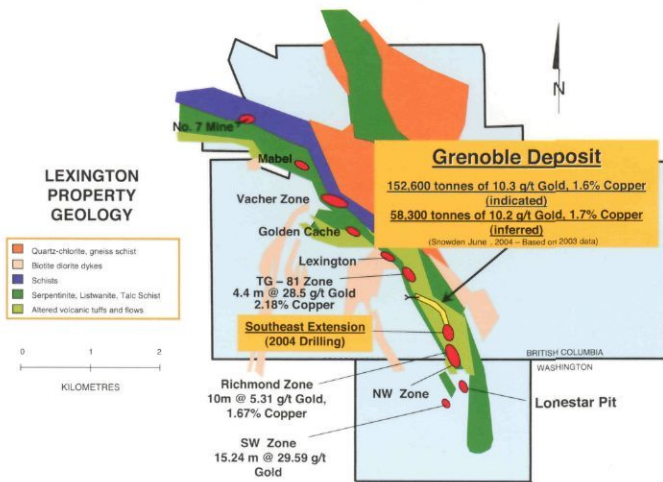 LEXINGTON
PROPERTY
GEOLOGY
Quartz-chlorite, gneiss schist
Biotite diorite dykes
Schists
Serpentinite, Listwanite, Talc Schist
Altered volcanic tuffs and flows
0 1 2
KILOMETRES
N
No. 7 Mine
Mabel
Vacher Zone
Golden Cache
Lexington
TG – 81 Zone
4.4 m @ 28.5 g/t Gold
2.18% Copper
Grenoble Deposit
152,600 tonnes of 10.3 g/t Gold, 1.6% Copper
(indicated)
58,300 tonnes of 10.2 g/t Gold, 1.7% Copper
(inferred)
(Snowden June , 2004 – Based on 2003 data)
Southeast Extension
(2004 Drilling)
BRITISH COLUMBIA
WASHINGTON
Richmond Zone
10m @ 5.31 g/t Gold,
1.67% Copper
NW Zone
Lonestar Pit
SW Zone
15.24 m @ 29.59 g/t
Gold